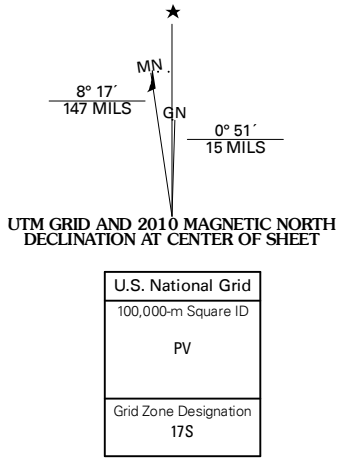 ★
MN
8° 17´
147 MILS
GN
0° 51´
15 MILS
UTM GRID AND 2010 MAGNETIC NORTH
DECLINATION AT CENTER OF SHEET
U.S. National Grid
100,000-m Square ID
PV
Grid Zone Designation
17S